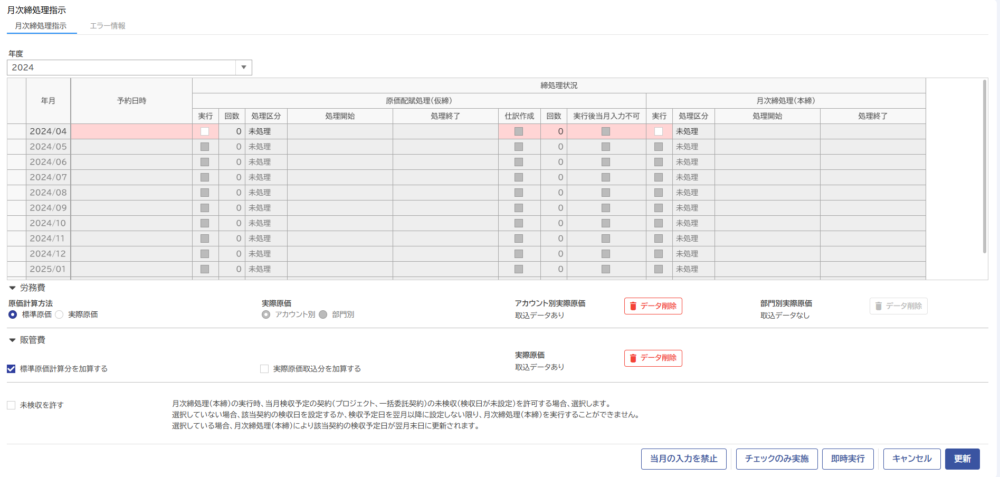 月次締処理指示
月次締処理指示 エラー情報
年度
2024
締処理状況
年月 予約日時 原価配賦処理(仮締) 月次締処理(本締)
実行 回数 処理区分 処理開始 処理終了 仕訳作成 回数 実行後当月入力不可 実行 処理区分 処理開始 処理終了
2024/04 0 未処理 0 未処理
2024/05 0 未処理 0 未処理
2024/06 0 未処理 0 未処理
2024/07 0 未処理 0 未処理
2024/08 0 未処理 0 未処理
2024/09 0 未処理 0 未処理
2024/10 0 未処理 0 未処理
2024/11 0 未処理 0 未処理
2024/12 0 未処理 0 未処理
2025/01 0 未処理 0 未処理
労務費
原価計算方法 実際原価 アカウント別実際原価 データ削除 部門別実際原価 データ削除
標準原価 実際原価 アカウント別 部門別 取込データあり 取込データなし
販管費
実際原価 データ削除
標準原価計算分を加算する 実際原価取込分を加算する 取込データあり
未検収を許す
月次締処理(本締)の実行時、当月検収予定の契約(プロジェクト、一括委託契約)の未検収(検収日が未設定)を許可する場合、選択します。
選択していない場合、該当契約の検収日を設定するか、検収予定日を翌月以降に設定しない限り、月次締処理(本締)を実行することができません。
選択している場合、月次締処理(本締)により該当契約の検収予定日が翌月末日に更新されます。
当月の入力を禁止 チェックのみ実施 即時実行 キャンセル 更新